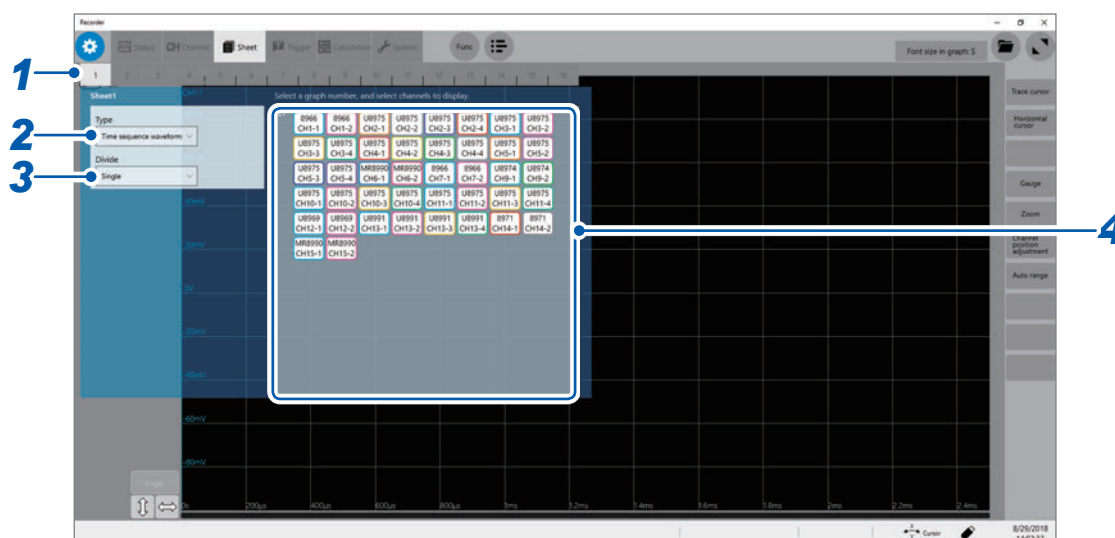 Recorder
Status CH Channel Sheet Trigger Calculation System Func Font size in graph: S
1 2 3 4 5 6 7 8 9 10 11 12 13 14 15 16
1
Sheet1 CH1-1 Select a graph number, and select channels to display.
Type
2 Time sequence waveform
Divide
3 Single
4
8966 8966 U8975 U8975 U8975 U8975 U8975 U8975
CH1-1 CH1-2 CH2-1 CH2-2 CH2-3 CH2-4 CH3-1 CH3-2
U8975 U8975 U8975 U8975 U8975 U8975 U8975 U8975
CH3-3 CH3-4 CH4-1 CH4-2 CH4-3 CH4-4 CH5-1 CH5-2
U8975 U8975 MR8990 MR8990 8966 8966 U8974 U8974
CH5-3 CH5-4 CH6-1 CH6-2 CH7-1 CH7-2 CH9-1 CH9-2
U8975 U8975 U8975 U8975 U8975 U8975 U8975 U8975
CH10-1 CH10-2 CH10-3 CH10-4 CH11-1 CH11-2 CH11-3 CH11-4
U8969 U8969 U8991 U8991 U8991 U8991 8971 8971
CH12-1 CH12-2 CH13-1 CH13-2 CH13-3 CH13-4 CH14-1 CH14-2
MR8990 MR8990
CH15-1 CH15-2
Trace cursor
Horizontal
cursor
Gauge
Zoom
Channel
position
adjustment
Auto range
40mV
20mV
0V
-20mV
-40mV
-60mV
-80mV
Logo
0s 200µs 400µs 600µs 800µs 1ms 1.2ms 1.4ms 1.6ms 1.8ms 2ms 2.2ms 2.4ms
Cursor
8/29/2018